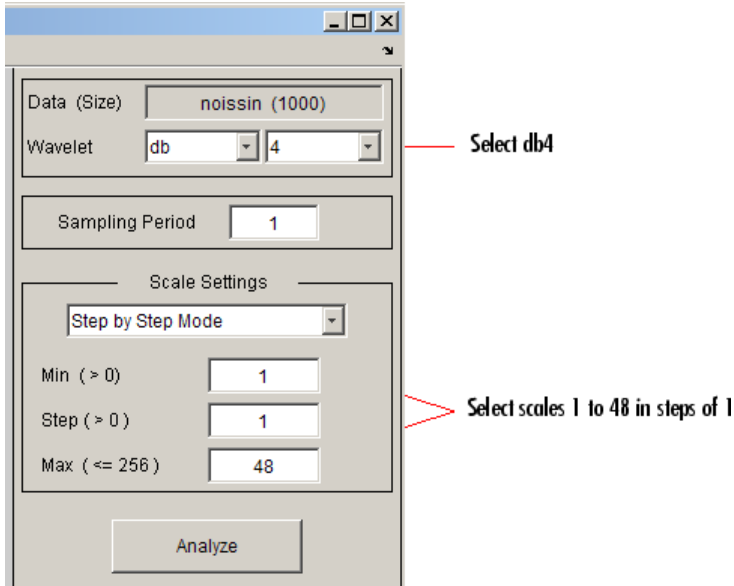 Data (Size) noissin (1000)
Wavelet db 4
Select db4
Sampling Period 1
Scale Settings
Step by Step Mode
Min ( > 0) 1
Step ( > 0 ) 1
Max ( <= 256 ) 48
Select scales 1 to 48 in steps of 1
Analyze